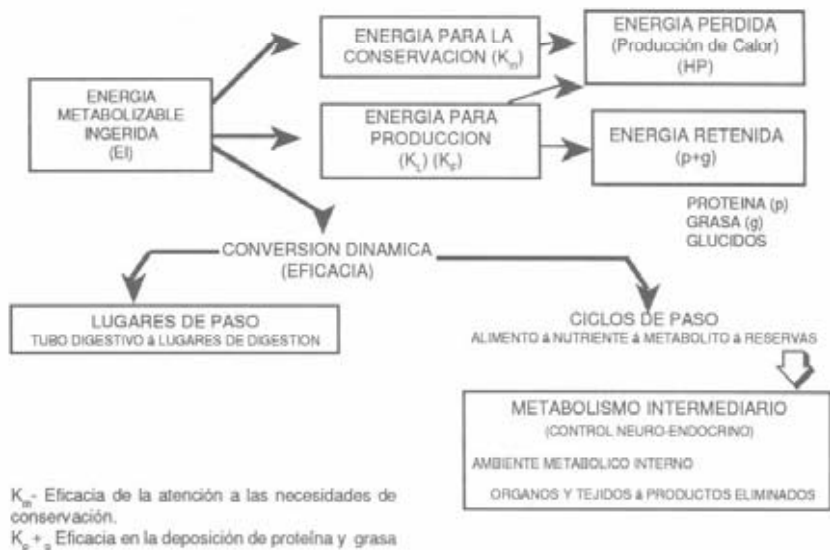 ENERGIA PARA LA
CONSERVACION (Km)
ENERGIA PERDIDA
(Producción de Calor)
(HP)
ENERGIA
METABOLIZABLE
INGERIDA
(EI)
ENERGIA PARA
PRODUCCION
(KL) (KF)
ENERGIA RETENIDA
(p+g)
PROTEINA (p)
GRASA (g)
GLUCIDOS
CONVERSION DINAMICA
(EFICACIA)
LUGARES DE PASO
TUBO DIGESTIVO á LUGARES DE DIGESTION
CICLOS DE PASO
ALIMENTO á NUTRIENTE á METABOLITO á RESERVAS
METABOLISMO INTERMEDIARIO
(CONTROL NEURO-ENDOCRINO)
AMBIENTE METABOLICO INTERNO
ORGANOS Y TEJIDOS á PRODUCTOS ELIMINADOS
Km- Eficacia de la atención a las necesidades de
conservación.
Kp + g Eficacia en la deposición de proteína y grasa